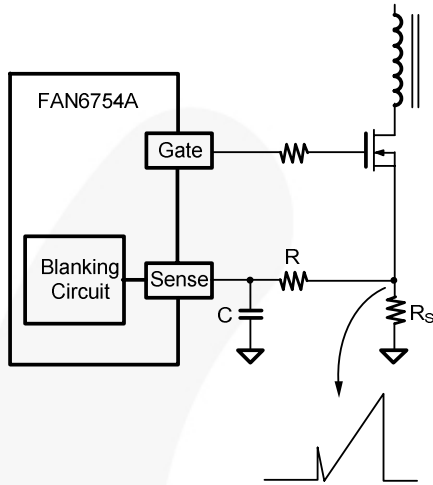 FAN6754A
Gate
Blanking
Circuit
Sense
R
C
RS